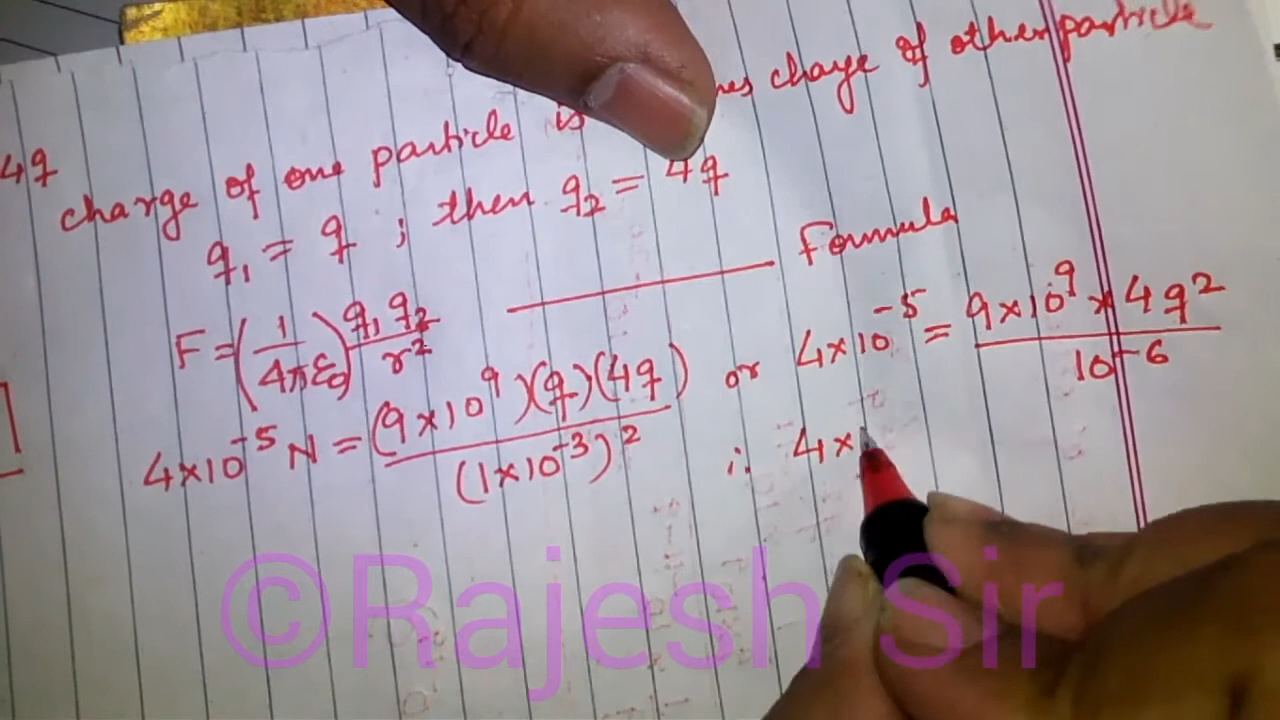 4q
charge of one particle is charge of other particle
q₁ = q ; then q₂ = 4q
Formula
F = (1/4πε₀) q₁q₂/r²
4×10⁻⁵ N = (9×10⁹)(q)(4q)/(1×10⁻³)² or 4×10⁻⁵ = 9×10⁹×4q²/10⁻⁶
∴ 4×
©Rajesh Sir